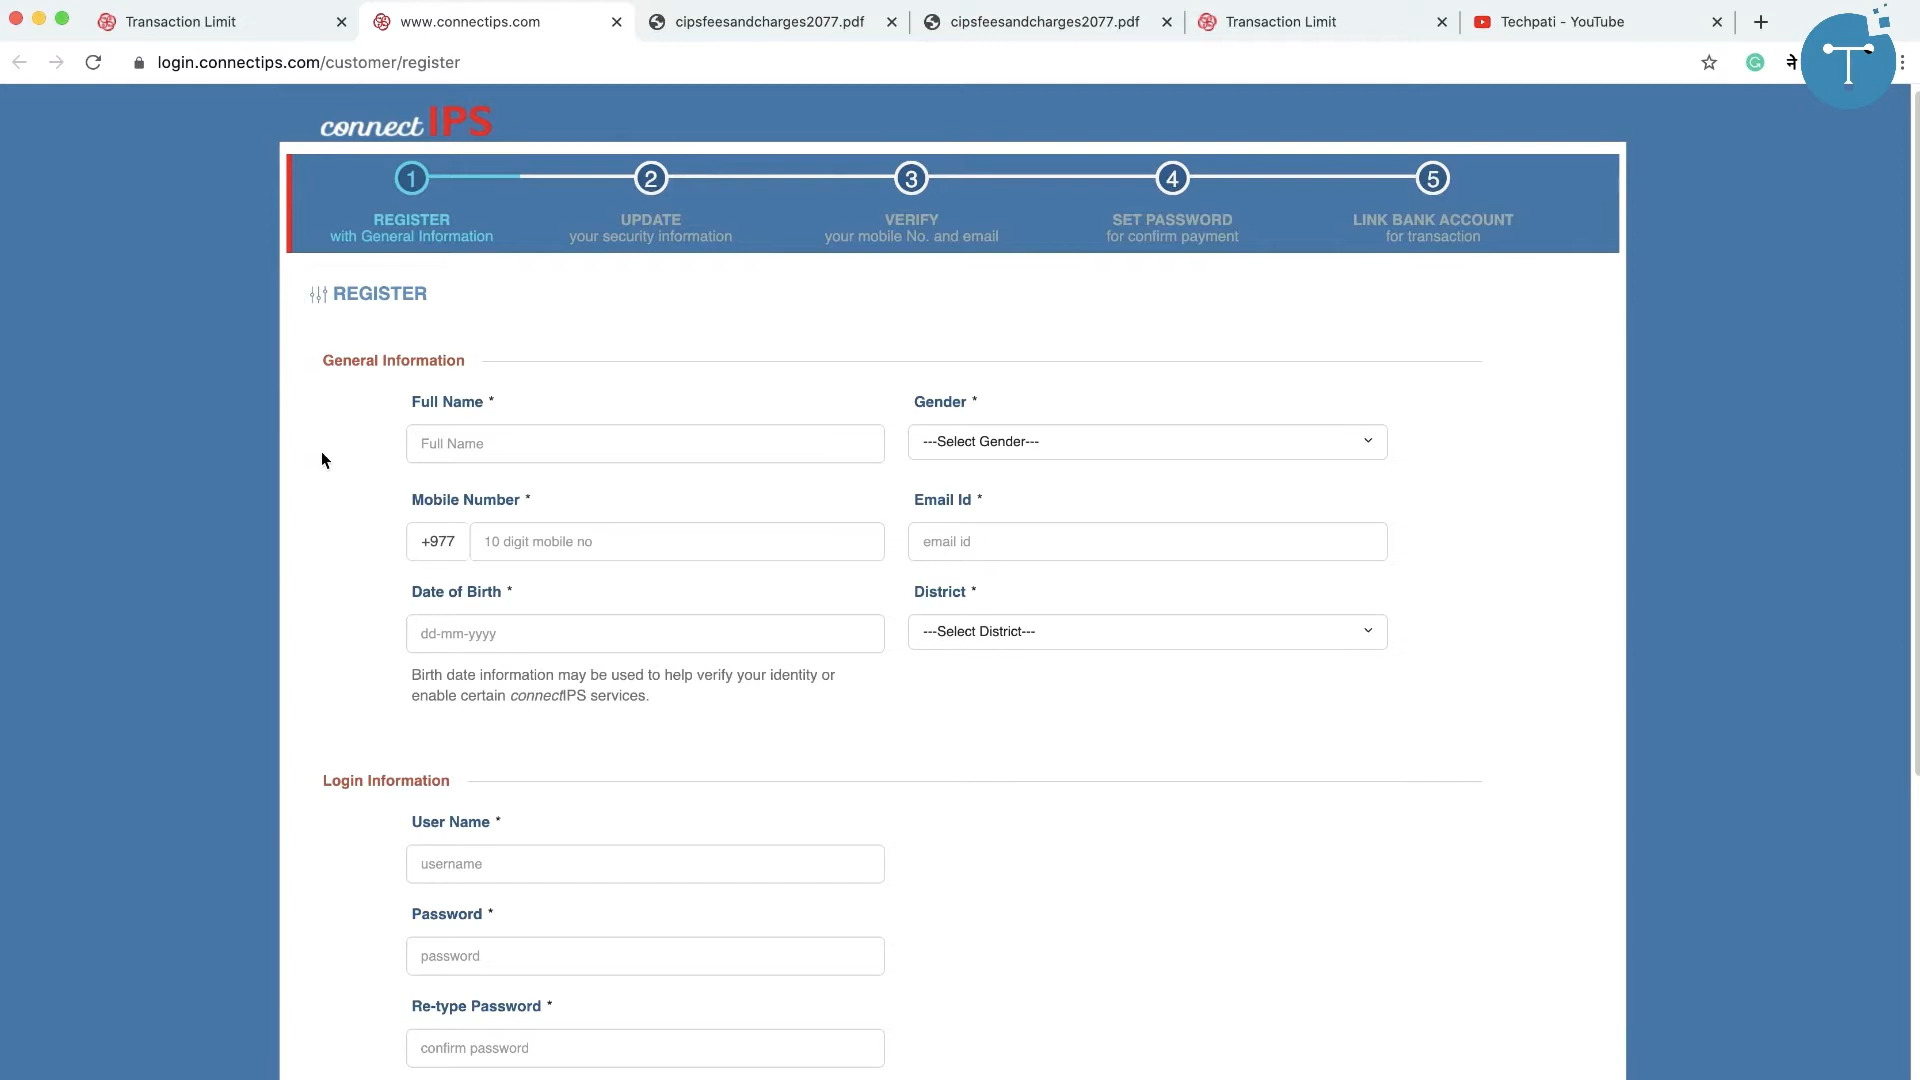 Transaction Limit
www.connectips.com
cipsfeesandcharges2077.pdf
cipsfeesandcharges2077.pdf
Transaction Limit
Techpati - YouTube
login.connectips.com/customer/register
ने
T
connectIPS
1
2
3
4
5
REGISTER
with General Information
UPDATE
your security information
VERIFY
your mobile No. and email
SET PASSWORD
for confirm payment
LINK BANK ACCOUNT
for transaction
REGISTER
General Information
Full Name *
Gender *
Full Name
---Select Gender---
Mobile Number *
Email Id *
+977
10 digit mobile no
email id
Date of Birth *
District *
dd-mm-yyyy
---Select District---
Birth date information may be used to help verify your identity or
enable certain connectIPS services.
Login Information
User Name *
username
Password *
password
Re-type Password *
confirm password